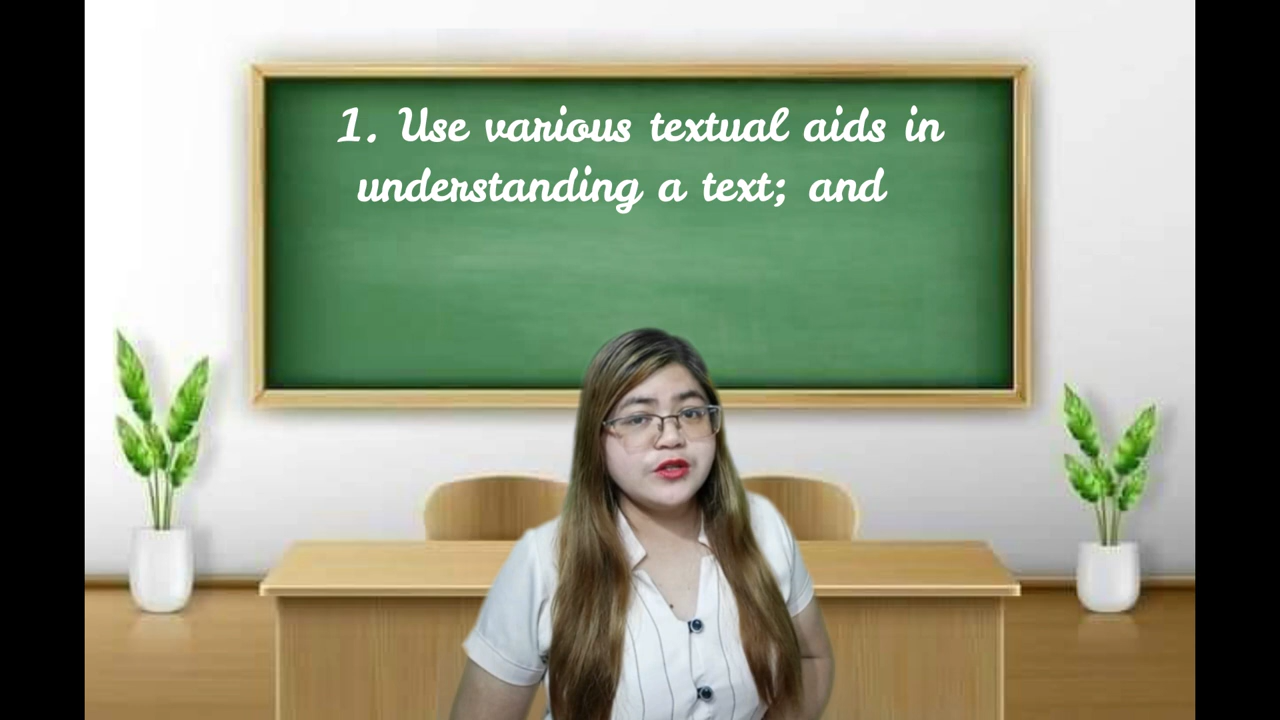 1. Use various textual aids in
understanding a text; and